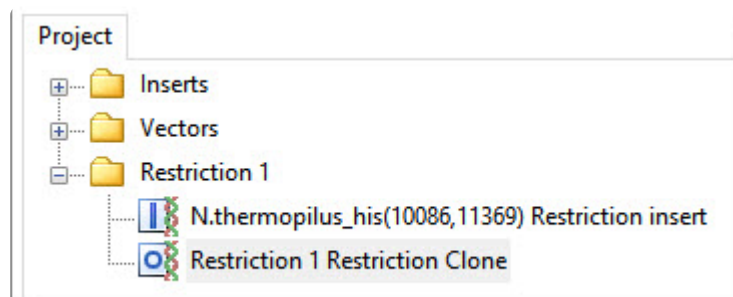 Project
Inserts
Vectors
Restriction 1
N.thermopilus_his(10086,11369) Restriction insert
Restriction 1 Restriction Clone